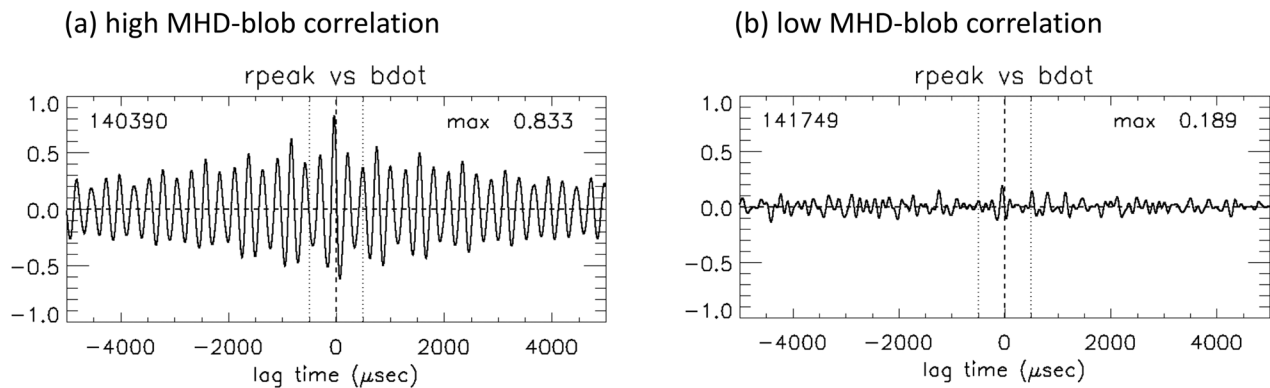 (a) high MHD-blob correlation
rpeak vs bdot
1.0
140390
max 0.833
0.5
0.0
−0.5
−1.0
−4000 −2000 0 2000 4000
lag time (μsec)
(b) low MHD-blob correlation
rpeak vs bdot
1.0
141749
max 0.189
0.5
0.0
−0.5
−1.0
−4000 −2000 0 2000 4000
lag time (μsec)